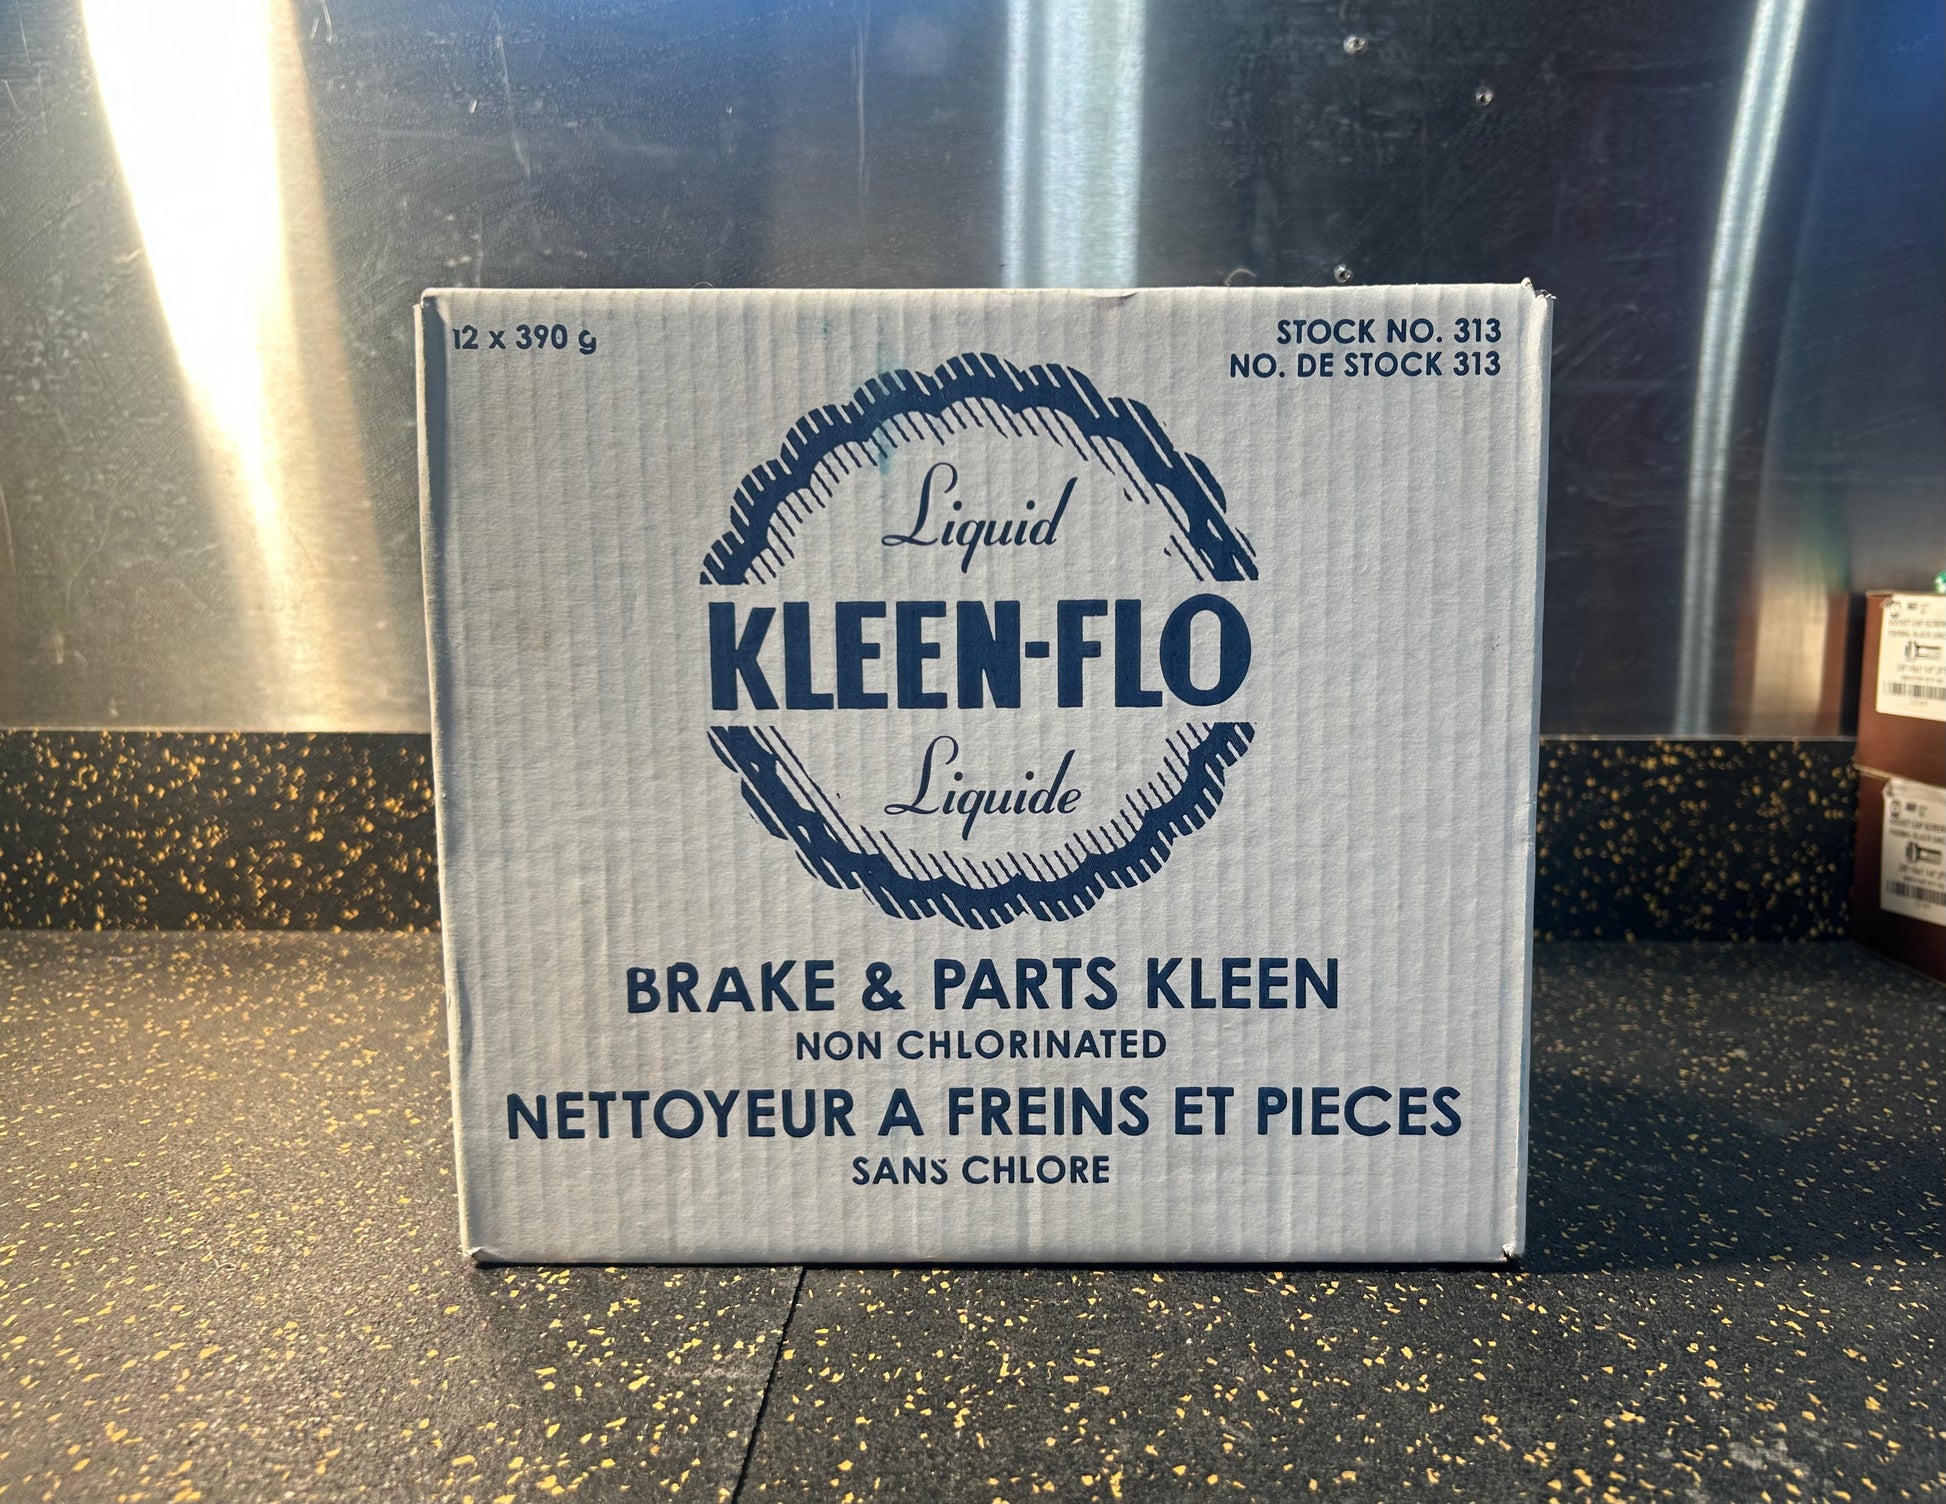 12 x 390 g
STOCK NO. 313
NO. DE STOCK 313
Liquid
KLEEN-FLO
Liquide
BRAKE & PARTS KLEEN
NON CHLORINATED
NETTOYEUR A FREINS ET PIECES
SANS CHLORE